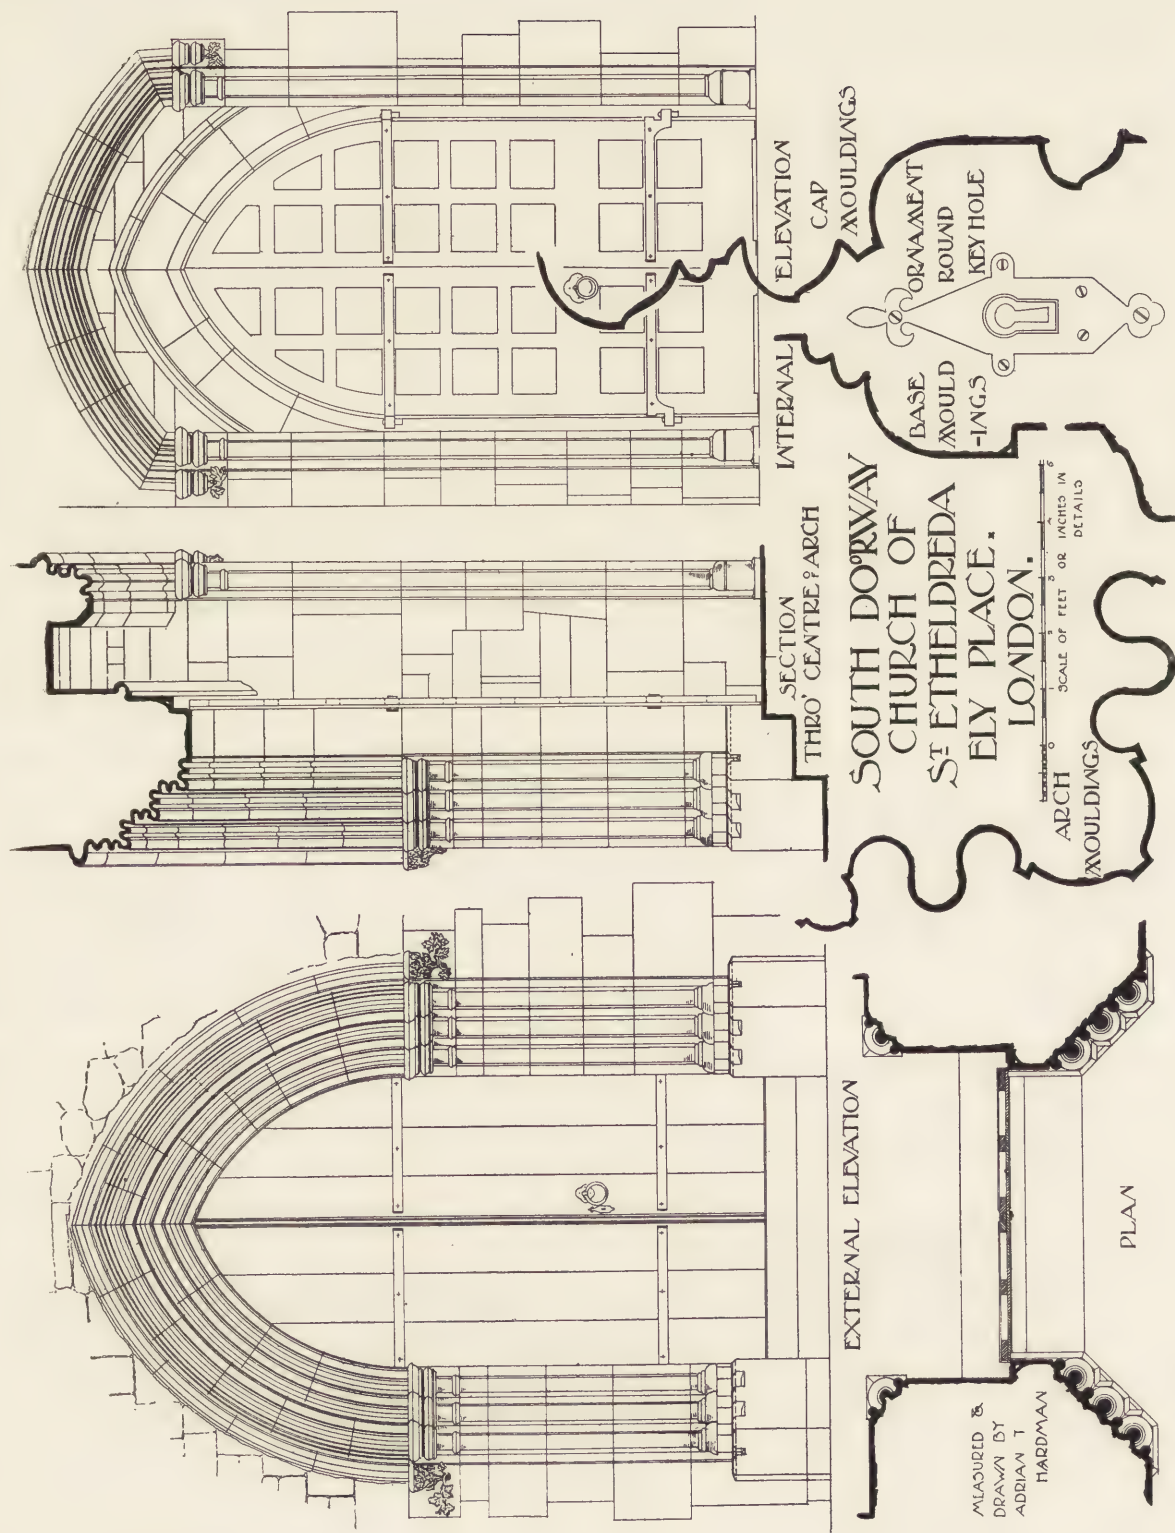 EXTERNAL ELEVATION
SECTION
THRO' CENTRE OF ARCH
INTERNAL ELEVATION
CAP
MOULDINGS
SOUTH DOORWAY
CHURCH OF
ST ETHELDREDA
ELY PLACE.
LONDON.
0 1 2 3 4 5
SCALE OF FEET OR INCHES IN
DETAILS
BASE
MOULD
-INGS
ORNAMENT
ROUND
KEYHOLE
ARCH
MOULDINGS
PLAN
MEASURED &
DRAWN BY
ADRIAN T
HARDMAN